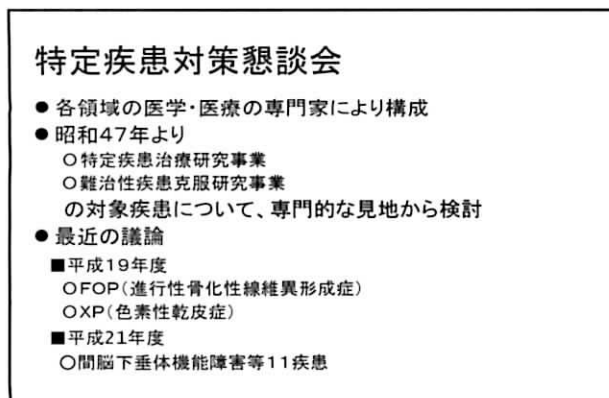 特定疾患対策懇談会
● 各領域の医学・医療の専門家により構成
● 昭和47年より
○特定疾患治療研究事業
○難治性疾患克服研究事業
の対象疾患について、専門的な見地から検討
● 最近の議論
■平成19年度
○FOP(進行性骨化性線維異形成症)
○XP(色素性乾皮症)
■平成21年度
○間脳下垂体機能障害等11疾患